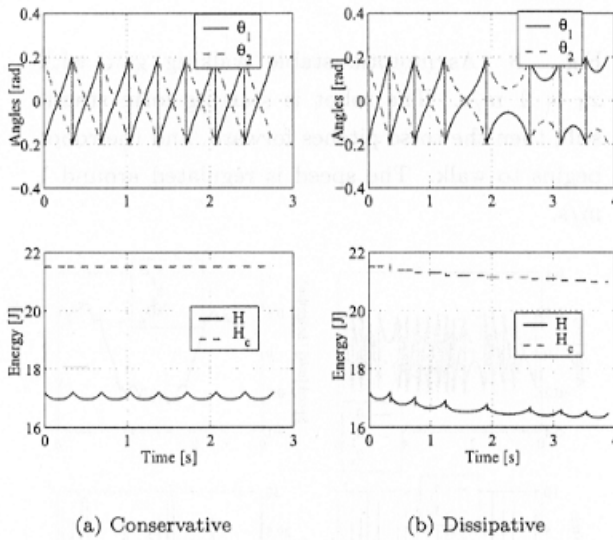 0.4
0.2
0
−0.2
−0.4
Angles [rad]
θ1
θ2
0 1 2 3
0.4
0.2
0
−0.2
−0.4
Angles [rad]
θ1
θ2
0 1 2 3
22
20
18
16
Energy [J]
H
Hc
0 1 2 3
Time [s]
22
20
18
16
Energy [J]
H
Hc
0 1 2 3 4
Time [s]
(a) Conservative
(b) Dissipative